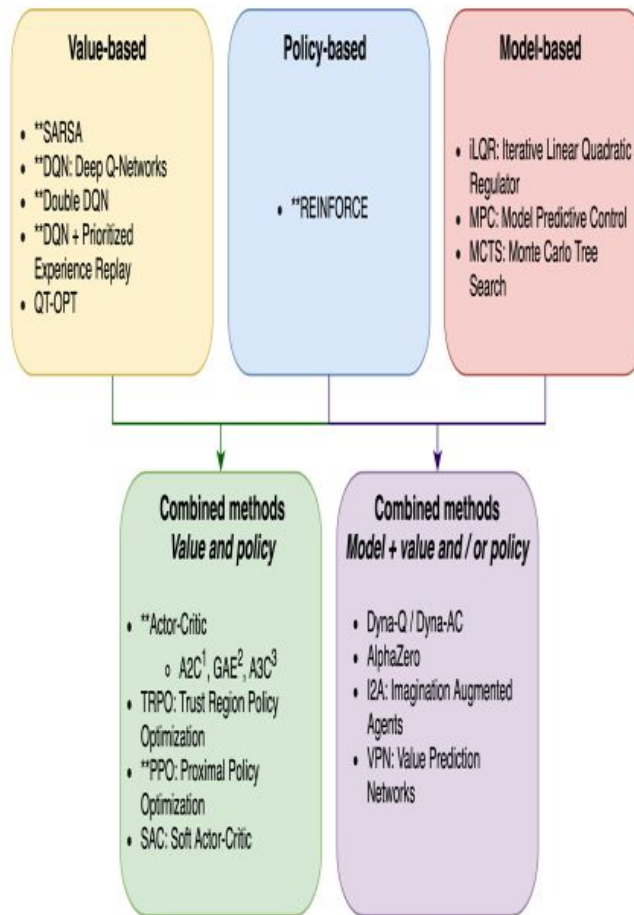 Value-based
• **SARSA
• **DQN: Deep Q-Networks
• **Double DQN
• **DQN + Prioritized
Experience Replay
• QT-OPT
Policy-based
• **REINFORCE
Model-based
• iLQR: Iterative Linear Quadratic
Regulator
• MPC: Model Predictive Control
• MCTS: Monte Carlo Tree
Search
Combined methods
Value and policy
• **Actor-Critic
o A2C¹, GAE², A3C³
• TRPO: Trust Region Policy
Optimization
• **PPO: Proximal Policy
Optimization
• SAC: Soft Actor-Critic
Combined methods
Model + value and / or policy
• Dyna-Q / Dyna-AC
• AlphaZero
• I2A: Imagination Augmented
Agents
• VPN: Value Prediction
Networks